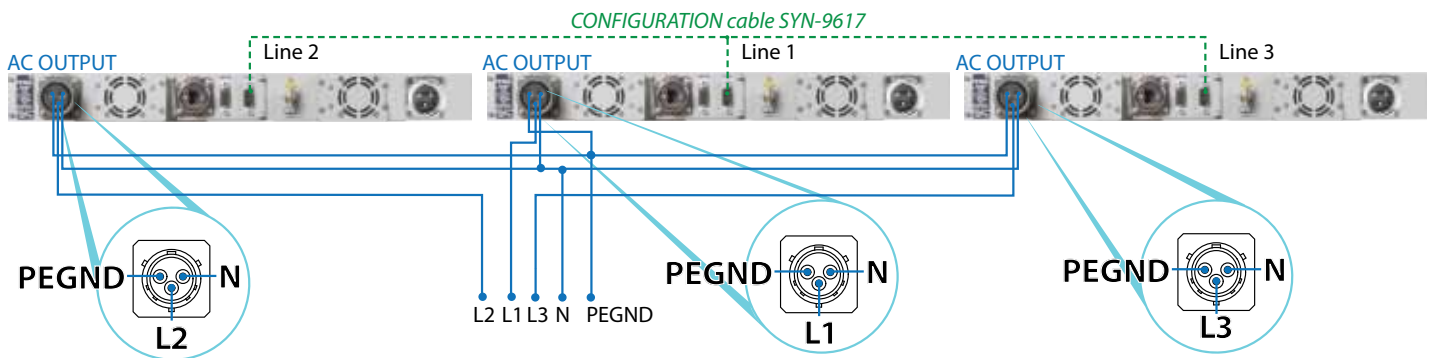 CONFIGURATION cable SYN-9617
AC OUTPUT
Line 2
AC OUTPUT
Line 1
AC OUTPUT
Line 3
PEGND
N
L2
L2 L1 L3 N PEGND
PEGND
N
L1
PEGND
N
L3